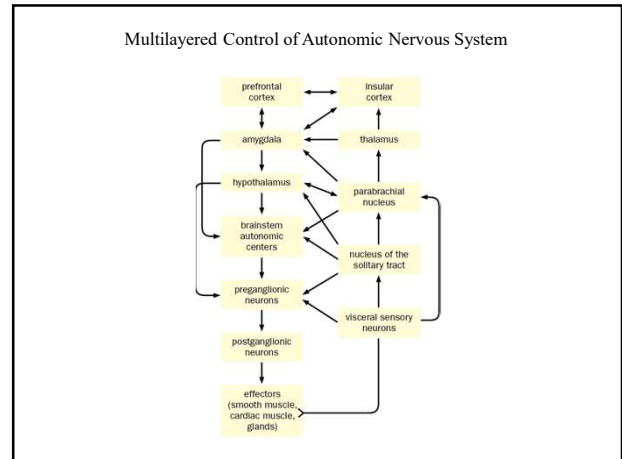 Multilayered Control of Autonomic Nervous System
prefrontal
cortex
insular
cortex
amygdala
thalamus
hypothalamus
parabrachial
nucleus
brainstem
autonomic
centers
nucleus of the
solitary tract
preganglionic
neurons
visceral sensory
neurons
postganglionic
neurons
effectors
(smooth muscle,
cardiac muscle,
glands)